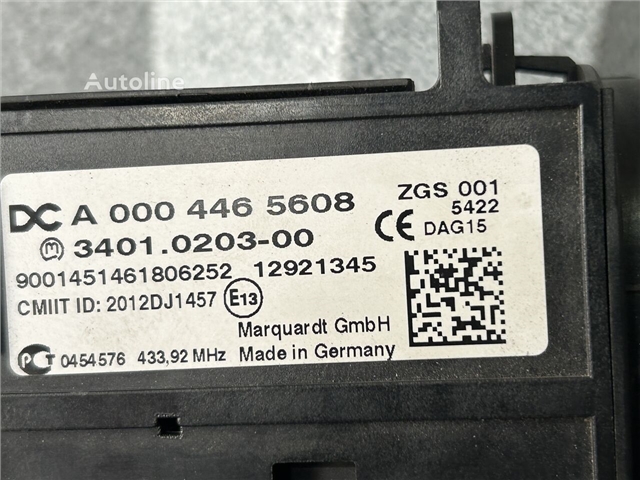 Autoline
DC A 000 446 5608
ZGS 001
5422
M 3401.0203-00
CE DAG15
9001451461806252 12921345
CMIIT ID: 2012DJ1457 E13
Marquardt GmbH
PCT 0454576 433,92 MHz Made in Germany